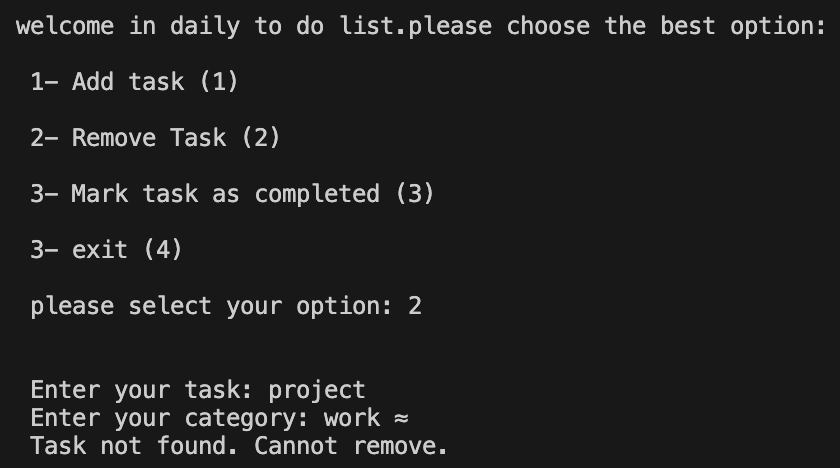 welcome in daily to do list.please choose the best option:
1- Add task (1)
2- Remove Task (2)
3- Mark task as completed (3)
3- exit (4)
please select your option: 2
Enter your task: project
Enter your category: work ≈
Task not found. Cannot remove.